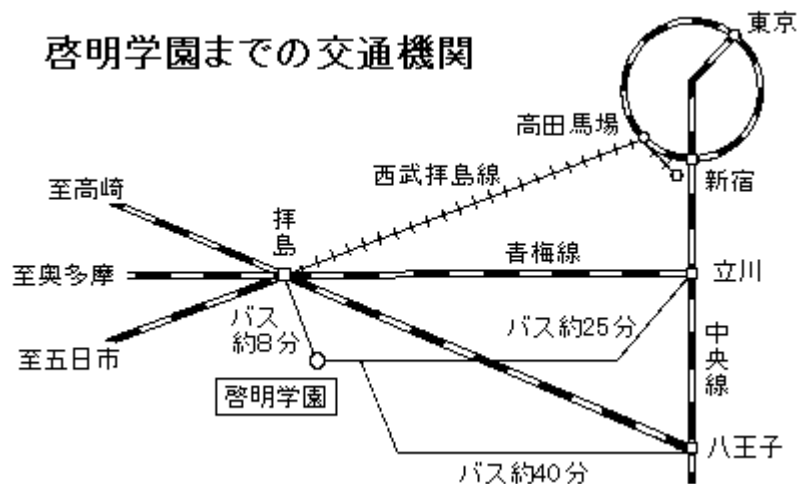 啓明学園までの交通機関
東京
高田馬場
新宿
西武拝島線
至高崎
拝島
青梅線
至奥多摩
立川
バス
約8分
バス約25分
至五日市
中央線
啓明学園
八王子
バス約40分